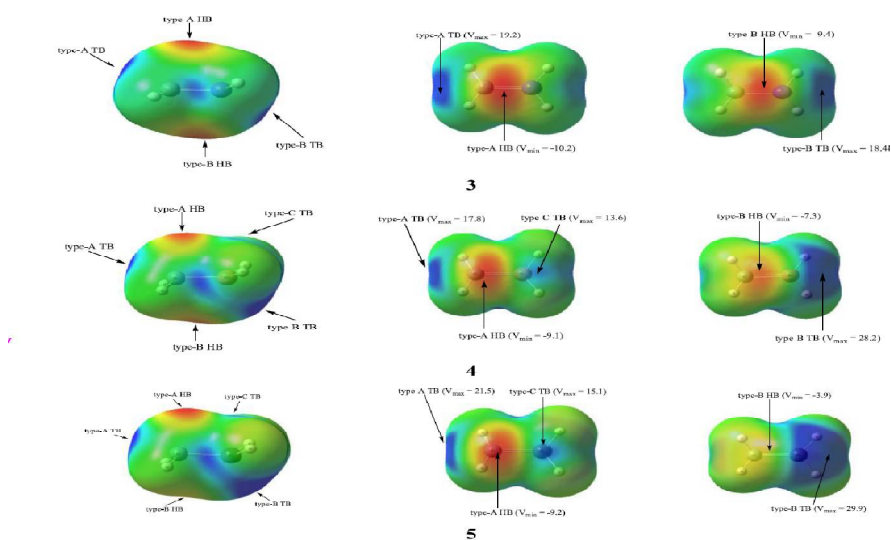 type-A HB
type-A TB
type-B TB
type-B HB
type-A TB (Vmax = 19.2)
type-A HB (Vmin = -10.2)
type-B HB (Vmin = -9.4)
type-B TB (Vmax = 18.48
3
type-A HB
type-C TB
type-A TB
type-B TB
type-B HB
type-A TB (Vmax = 17.8)
type-C TB (Vmax = 13.6)
type-A HB (Vmin = -9.1)
type-B HB (Vmin = -7.3)
type-B TB (Vmax = 28.2)
4
type-A HB
type-C TB
type-A TB
type-B HB
type-B TB
type-A TB (Vmax = 21.5)
type-C TB (Vmax = 15.1)
type-A HB (Vmin = -9.2)
type-B HB (Vmin = -3.9)
type-B TB (Vmax = 29.9)
5